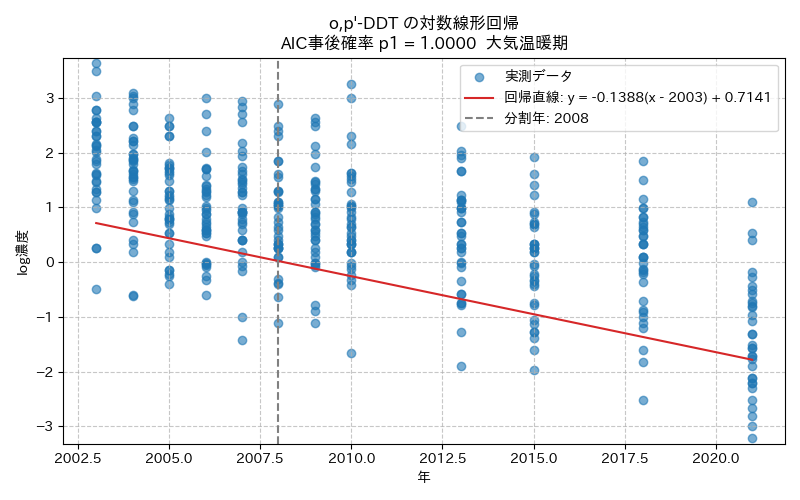 o,p'-DDT の対数線形回帰
AIC事後確率 p1 = 1.0000 大気温暖期
実測データ
回帰直線: y = -0.1388(x - 2003) + 0.7141
分割年: 2008
log濃度
3
2
1
0
−1
−2
−3
2002.5 2005.0 2007.5 2010.0 2012.5 2015.0 2017.5 2020.0
年